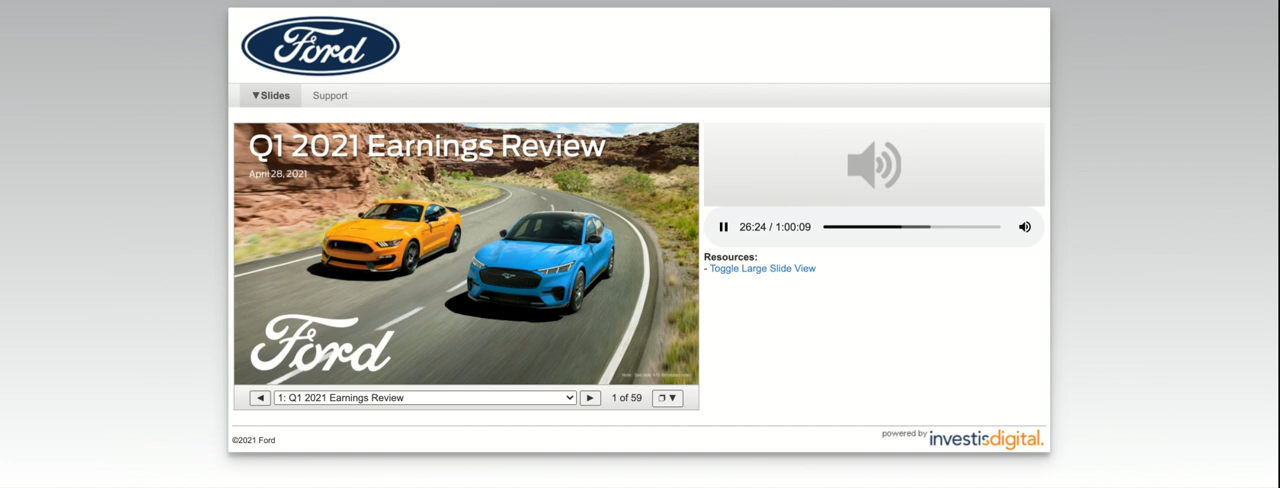 Ford
▼Slides
Support
Q1 2021 Earnings Review
April 28, 2021
Ford
◄
1: Q1 2021 Earnings Review
►
1 of 59
▼
26:24 / 1:00:09
Resources:
- Toggle Large Slide View
©2021 Ford
powered by investisdigital.